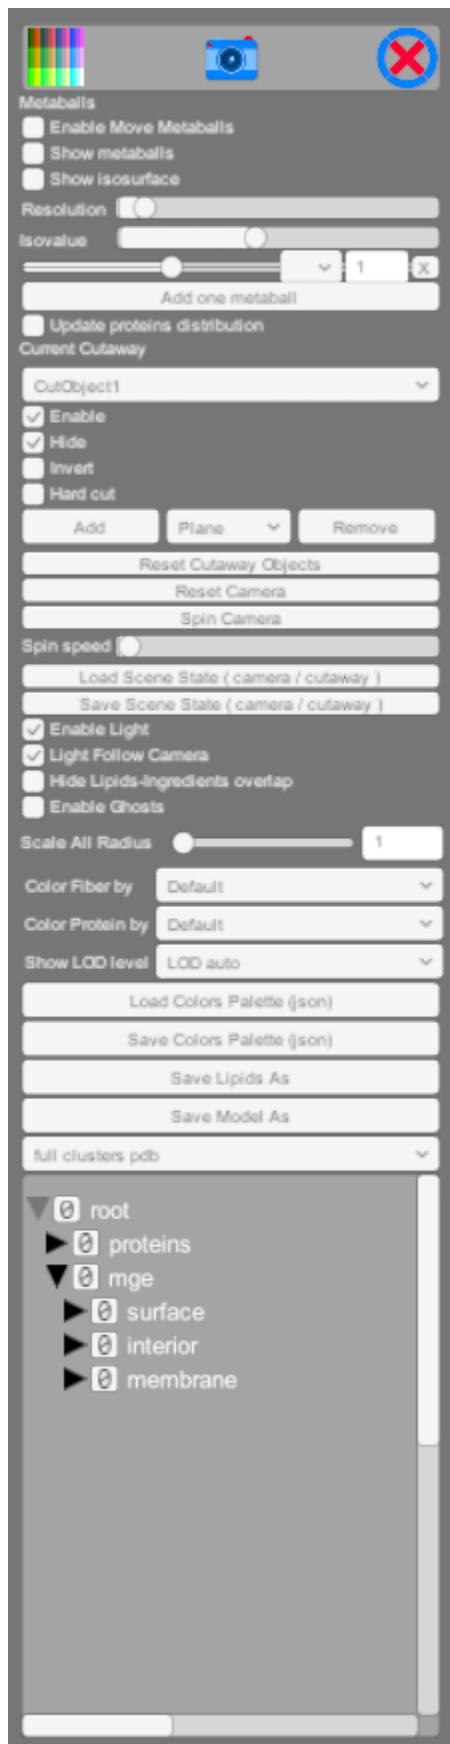 Metaballs
Enable Move Metaballs
Show metaballs
Show isosurface
Resolution
Isovalue
1 X
Add one metaball
Update proteins distribution
Current Cutaway
CutObject1
Enable
Hide
Invert
Hard cut
Add Plane Remove
Reset Cutaway Objects
Reset Camera
Spin Camera
Spin speed
Load Scene State ( camera / cutaway )
Save Scene State ( camera / cutaway )
Enable Light
Light Follow Camera
Hide Lipids-Ingredients overlap
Enable Ghosts
Scale All Radius 1
Color Fiber by Default
Color Protein by Default
Show LOD level LOD auto
Load Colors Palette (json)
Save Colors Palette (json)
Save Lipids As
Save Model As
full clusters pdb
0 root
0 proteins
0 mge
0 surface
0 interior
0 membrane